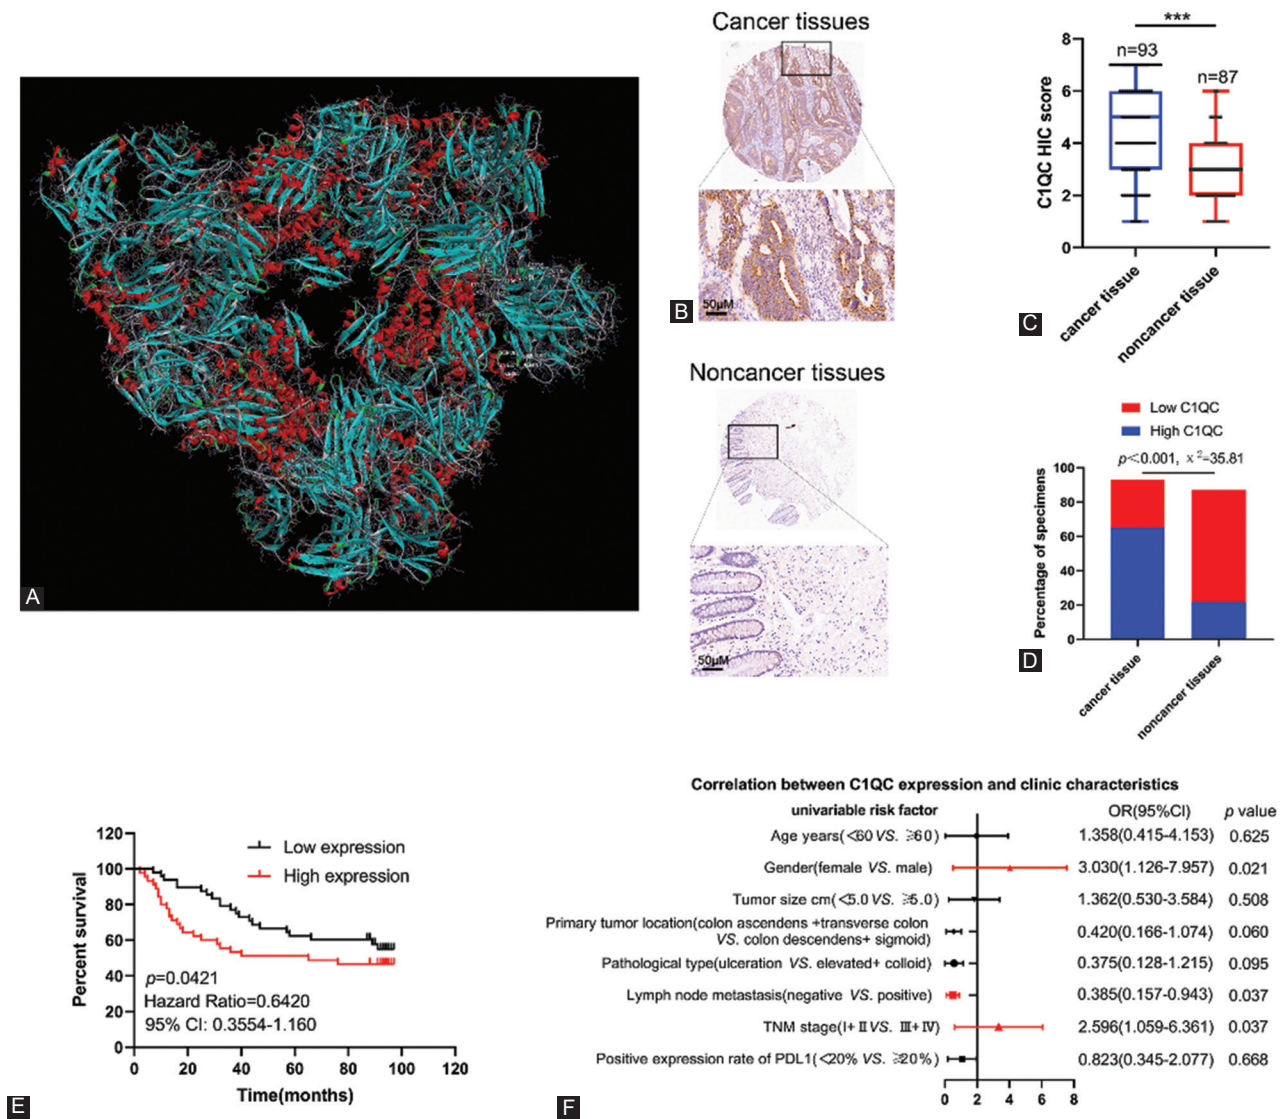 A
Cancer tissues
50μM
B
Noncancer tissues
50μM
***
n=93
n=87
C1QC HIC score
8
6
4
2
0
cancer tissue
noncancer tissue
C
Low C1QC
High C1QC
p<0.001, x²=35.81
Percentage of specimens
100
80
60
40
20
0
cancer tissue
noncancer tissues
D
Percent survival
120
100
80
60
40
20
0
Low expression
High expression
p=0.0421
Hazard Ratio=0.6420
95% CI: 0.3554-1.160
0 20 40 60 80 100 120
Time(months)
E
Correlation between C1QC expression and clinic characteristics
univariable risk factor OR(95%CI) p value
Age years(<60 VS. ≥60) 1.358(0.415-4.153) 0.625
Gender(female VS. male) 3.030(1.126-7.957) 0.021
Tumor size cm(<5.0 VS. ≥5.0) 1.362(0.530-3.584) 0.508
Primary tumor location(colon ascendens +transverse colon
VS. colon descendens+ sigmoid) 0.420(0.166-1.074) 0.060
Pathological type(ulceration VS. elevated+ colloid) 0.375(0.128-1.215) 0.095
Lymph node metastasis(negative VS. positive) 0.385(0.157-0.943) 0.037
TNM stage(Ⅰ+ⅡVS. Ⅲ+Ⅳ) 2.596(1.059-6.361) 0.037
Positive expression rate of PDL1(<20% VS. ≥20%) 0.823(0.345-2.077) 0.668
0 2 4 6 8
F